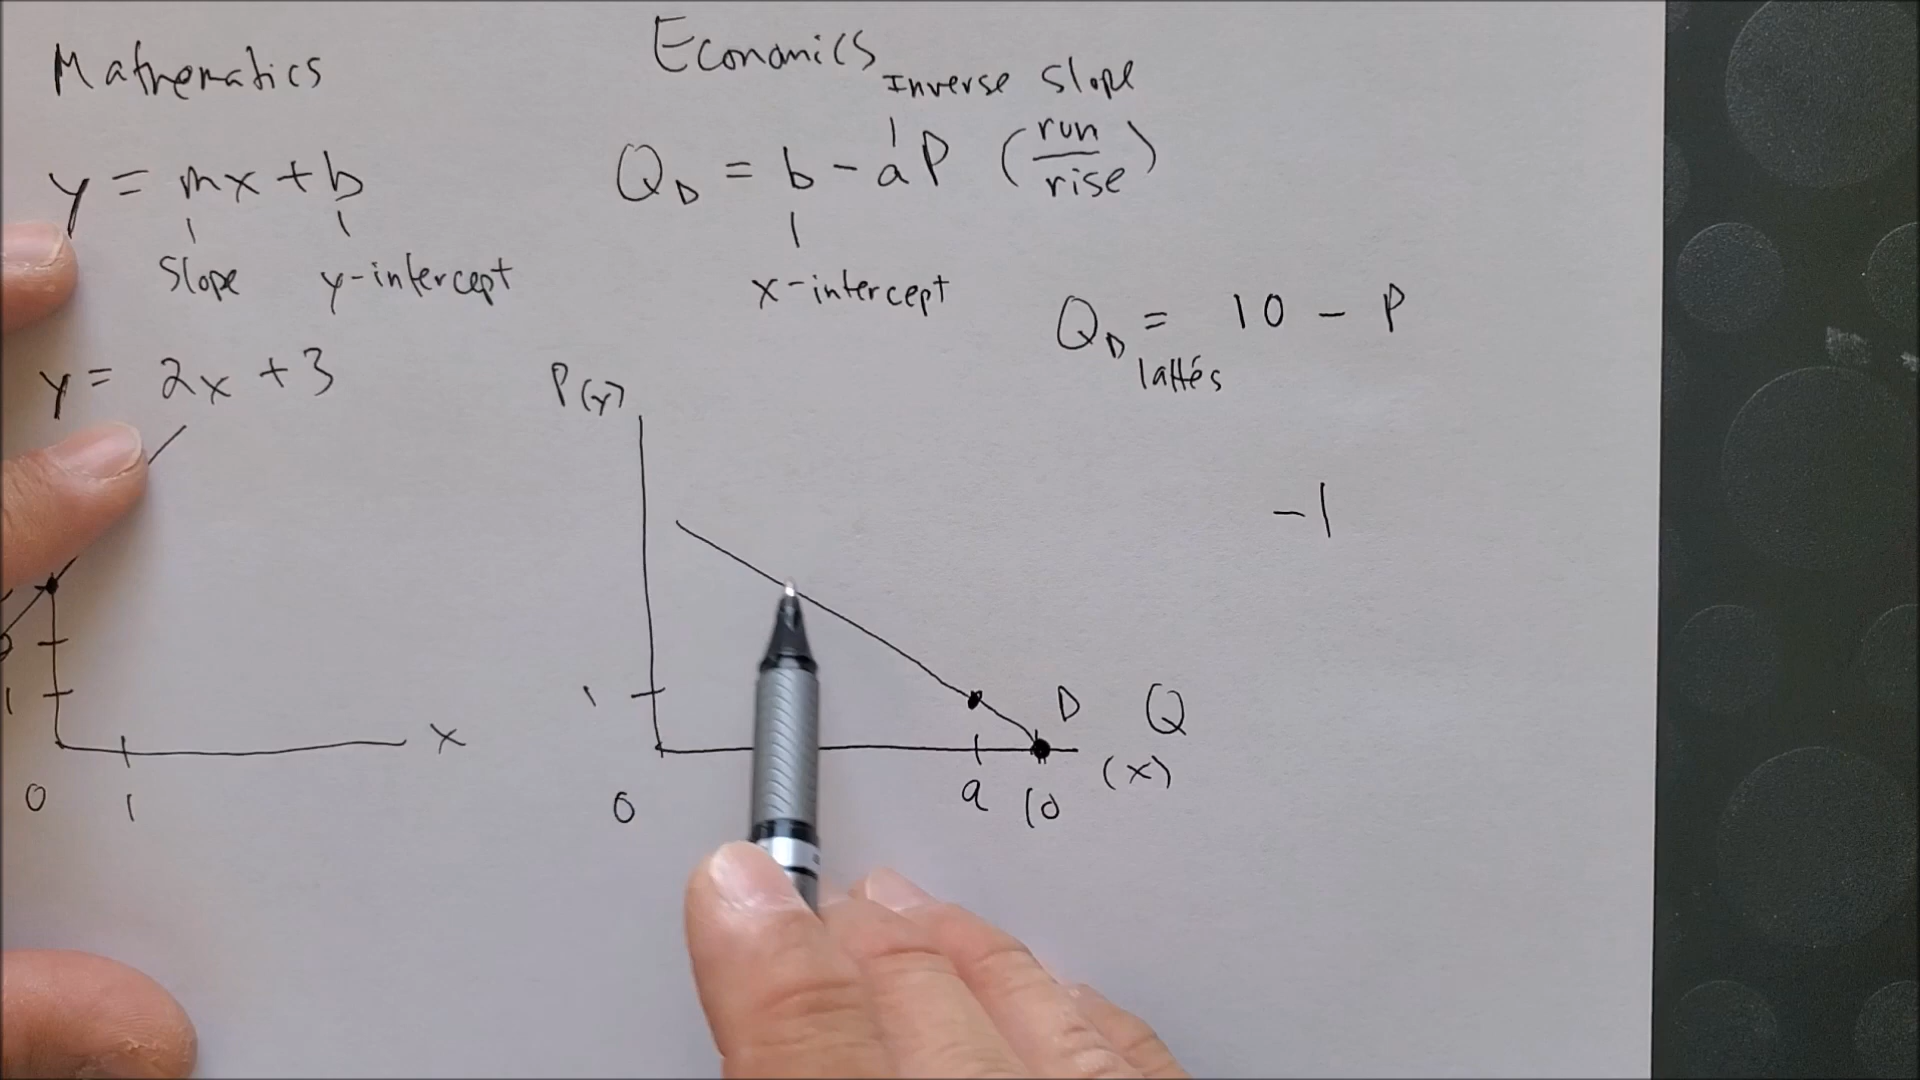 Mathematics
Economics
Inverse slope
y = mx + b
Q_D = b - aP (run/rise)
slope y-intercept
x-intercept
Q_D lattés = 10 - P
y = 2x + 3
P(y)
-1
2
1
1
D Q
(x)
x
0 1
0
9 10